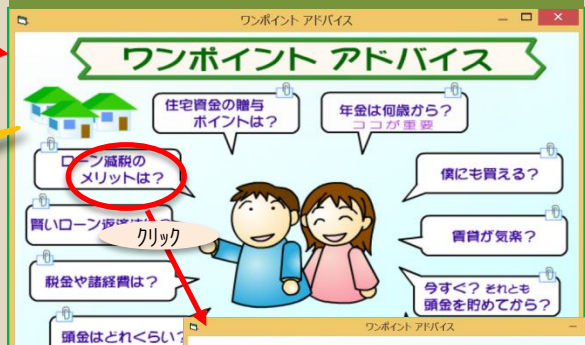 ワンポイント アドバイス
ワンポイント アドバイス
住宅資金の贈与
ポイントは？
年金は何歳から？
ココが重要
ローン減税の
メリットは？
僕にも買える？
賢いローン返済
クリック
賃貸が気楽？
税金や諸経費は？
今すぐ？それとも
頭金を貯めてから？
頭金はどれくらい？
ワンポイント アドバイス